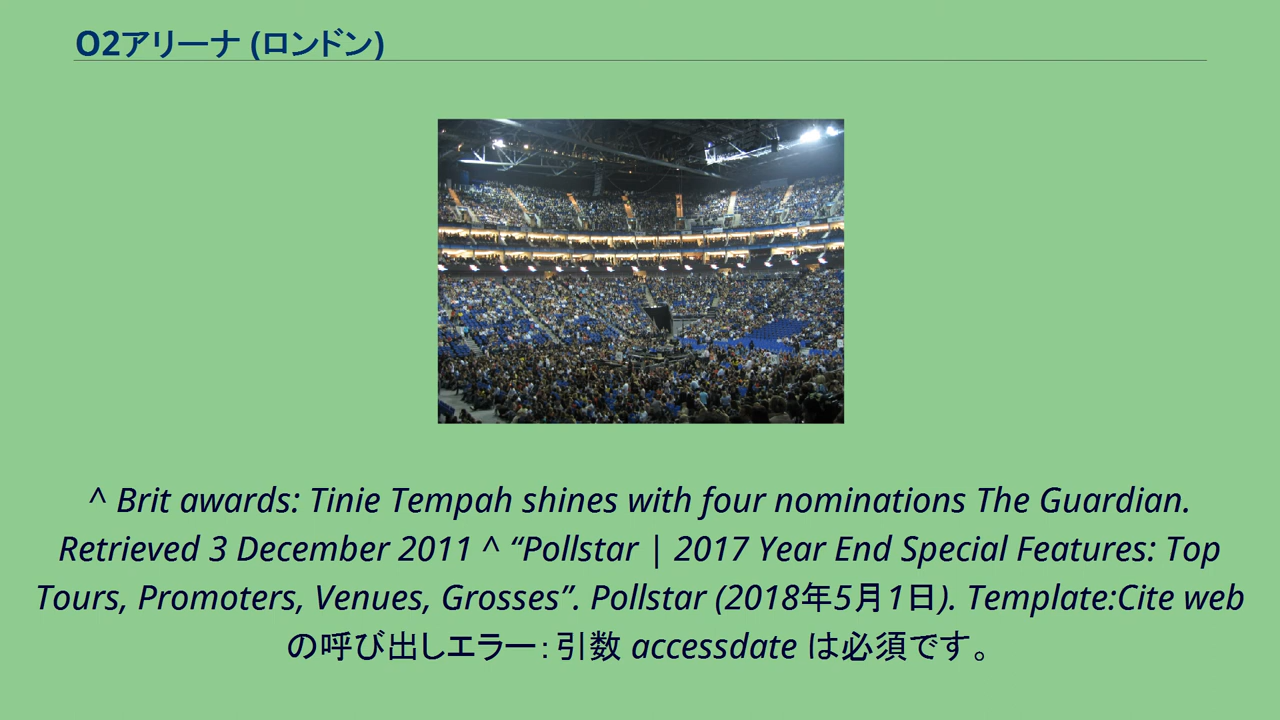 O2アリーナ (ロンドン)
^ Brit awards: Tinie Tempah shines with four nominations The Guardian.
Retrieved 3 December 2011 ^ “Pollstar | 2017 Year End Special Features: Top
Tours, Promoters, Venues, Grosses”. Pollstar (2018年5月1日). Template:Cite web
の呼び出しエラー：引数 accessdate は必須です。